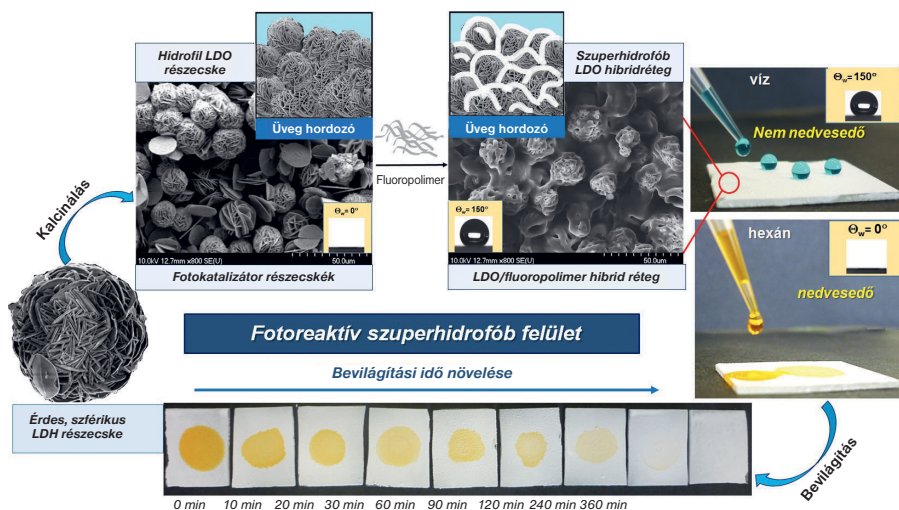 Hidrofil LDO
részecske
Üveg hordozó
Θw= 0°
10.0kV 12.7mm x800 SE(U)
50.0um
Fotokatalizátor részecskék
Fluoropolimer
Szuperhidrofób
LDO hibridréteg
Üveg hordozó
Θw= 150°
10.0kV 12.7mm x800 SE(U)
50.0um
LDO/fluoropolimer hibrid réteg
víz
Θw= 150°
Nem nedvesedő
hexán
Θw= 0°
nedvesedő
Kalcinálás
Fotoreaktív szuperhidrofób felület
Bevilágítási idő növelése
Érdes, szférikus
LDH részecske
Bevilágítás
0 min 10 min 20 min 30 min 60 min 90 min 120 min 240 min 360 min